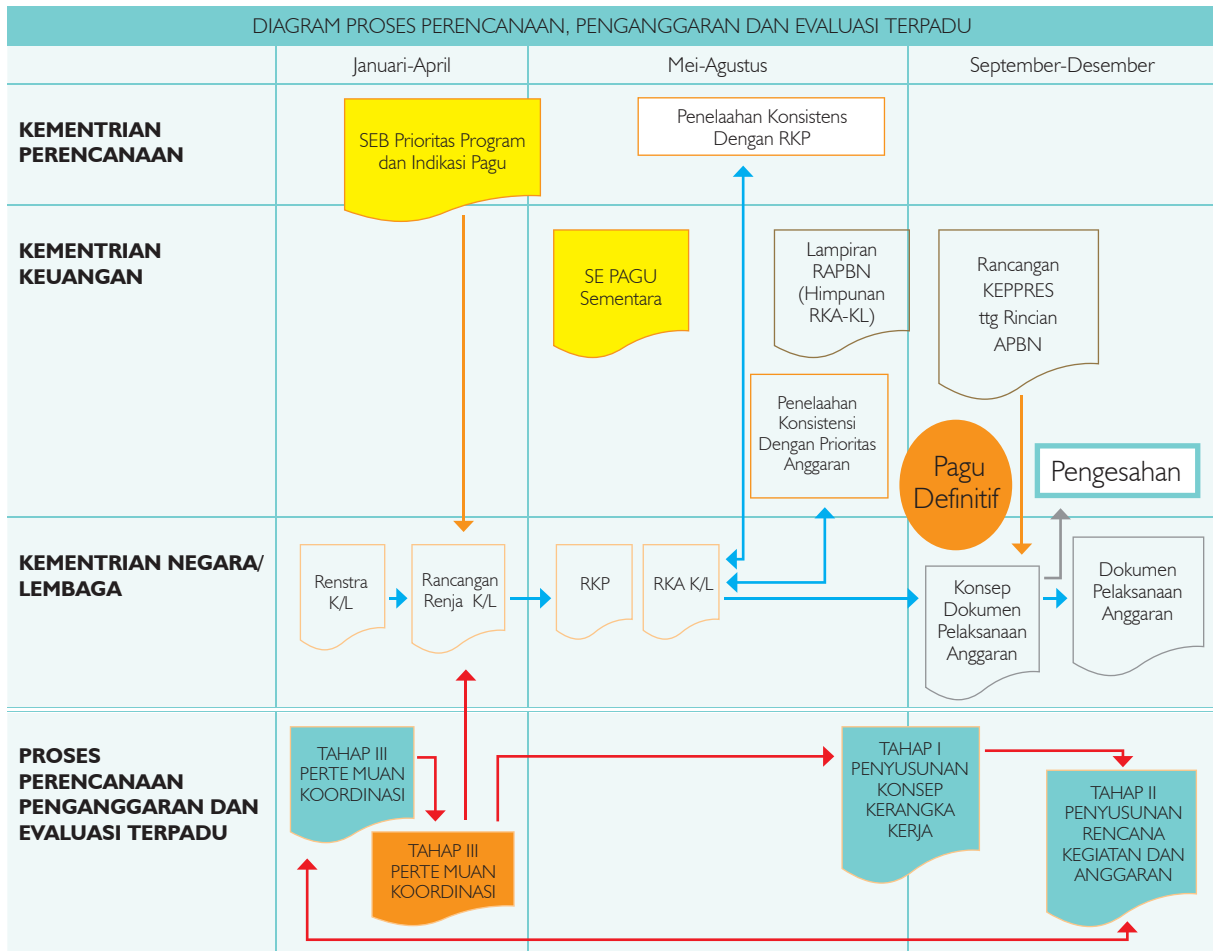 DIAGRAM PROSES PERENCANAAN, PENGANGGARAN DAN EVALUASI TERPADU
Januari-April
Mei-Agustus
September-Desember
KEMENTRIAN
PERENCANAAN
SEB Prioritas Program
dan Indikasi Pagu
Penelaahan Konsistens
Dengan RKP
KEMENTRIAN
KEUANGAN
SE PAGU
Sementara
Lampiran
RAPBN
(Himpunan
RKA-KL)
Rancangan
KEPPRES
ttg Rincian
APBN
Penelaahan
Konsistensi
Dengan Prioritas
Anggaran
Pagu
Definitif
Pengesahan
KEMENTRIAN NEGARA/
LEMBAGA
Renstra
K/L
Rancangan
Renja K/L
RKP
RKA K/L
Konsep
Dokumen
Pelaksanaan
Anggaran
Dokumen
Pelaksanaan
Anggaran
PROSES
PERENCANAAN
PENGANGGARAN DAN
EVALUASI TERPADU
TAHAP III
PERTE MUAN
KOORDINASI
TAHAP III
PERTE MUAN
KOORDINASI
TAHAP I
PENYUSUNAN
KONSEP
KERANGKA
KERJA
TAHAP II
PENYUSUNAN
RENCANA
KEGIATAN DAN
ANGGARAN